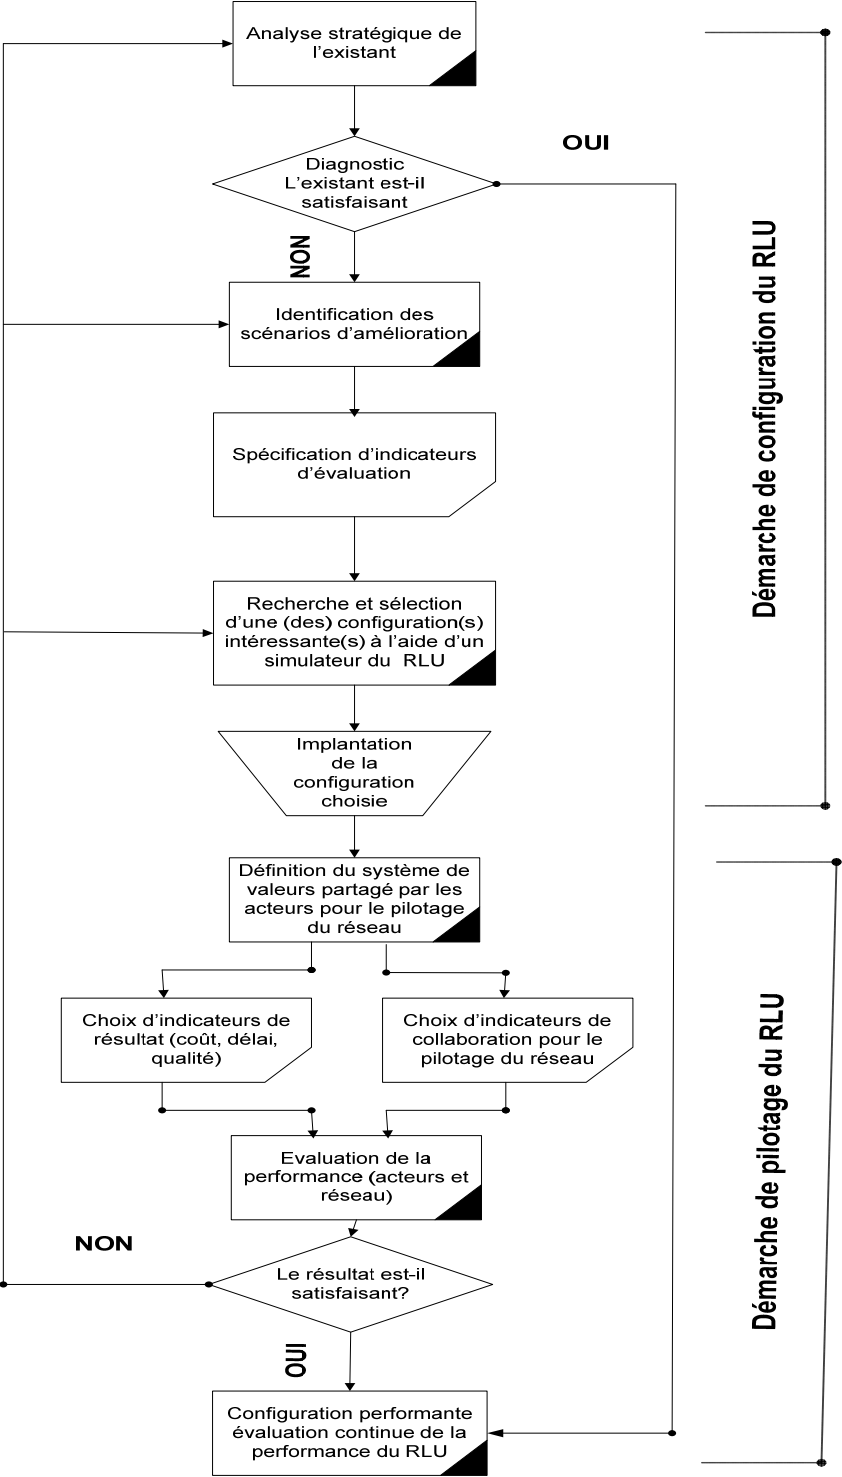 Analyse stratégique de
l'existant
OUI
Diagnostic
L'existant est-il
satisfaisant
NON
Identification des
scénarios d'amélioration
Spécification d'indicateurs
d'évaluation
Recherche et sélection
d'une (des) configuration(s)
intéressante(s) à l'aide d'un
simulateur du RLU
Implantation
de la
configuration
choisie
Démarche de configuration du RLU
Définition du système de
valeurs partagé par les
acteurs pour le pilotage
du réseau
Choix d'indicateurs de
résultat (coût, délai,
qualité)
Choix d'indicateurs de
collaboration pour le
pilotage du réseau
Evaluation de la
performance (acteurs et
réseau)
NON
Le résultat est-il
satisfaisant?
OUI
Configuration performante
évaluation continue de la
performance du RLU
Démarche de pilotage du RLU